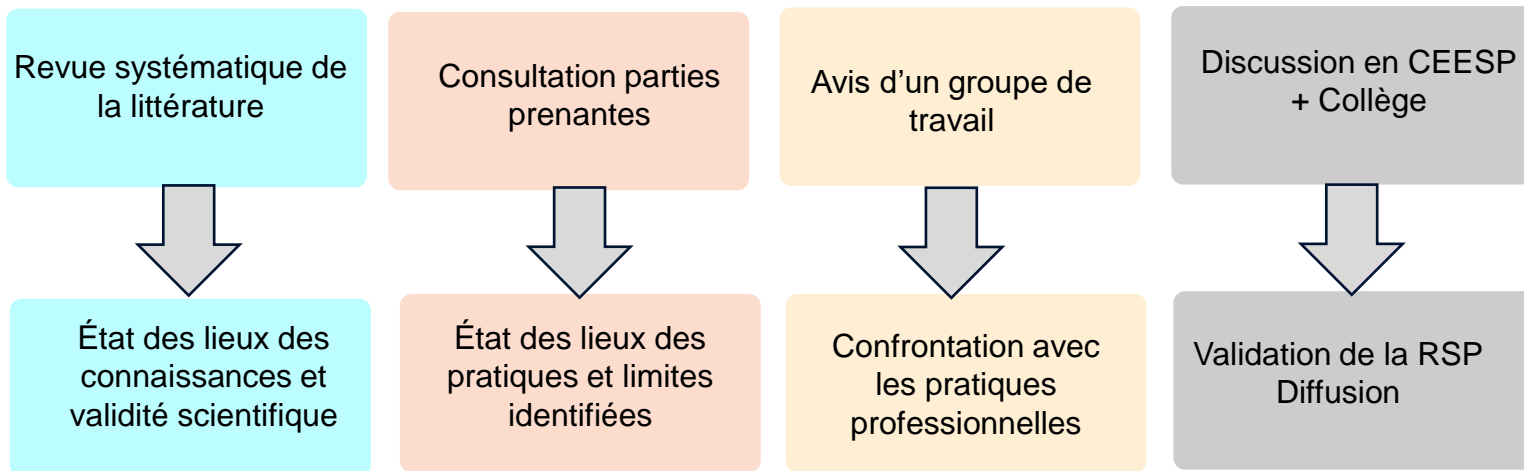 Revue systématique de
la littérature
Consultation parties
prenantes
Avis d'un groupe de
travail
Discussion en CEESP
+ Collège
État des lieux des
connaissances et
validité scientifique
État des lieux des
pratiques et limites
identifiées
Confrontation avec
les pratiques
professionnelles
Validation de la RSP
Diffusion